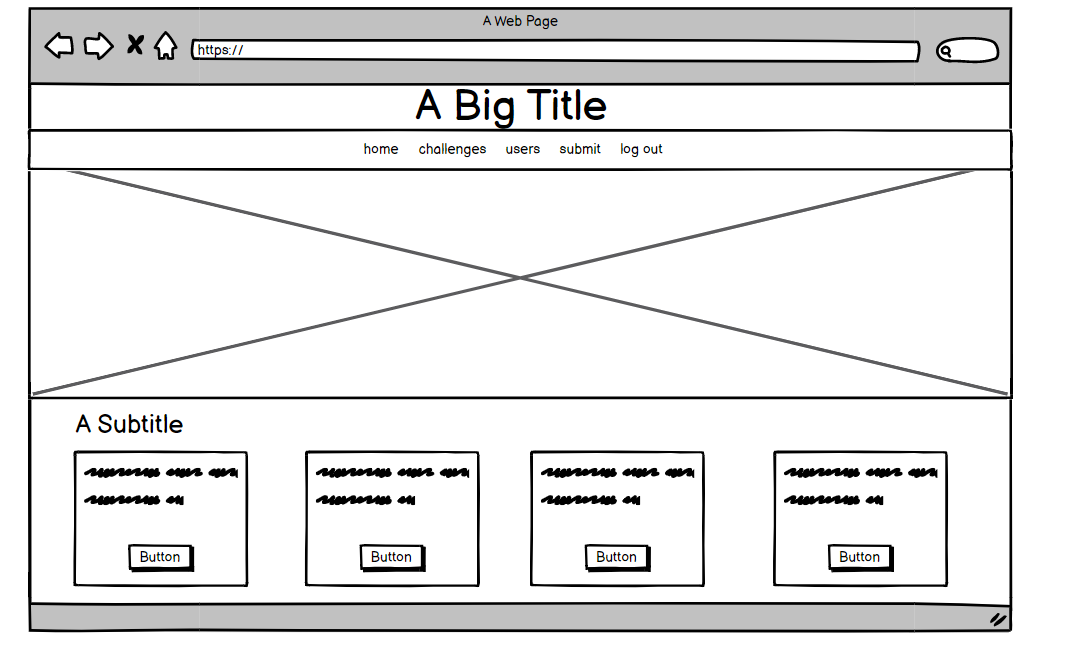 A Web Page
https://
A Big Title
home challenges users submit log out
A Subtitle
Button Button Button Button